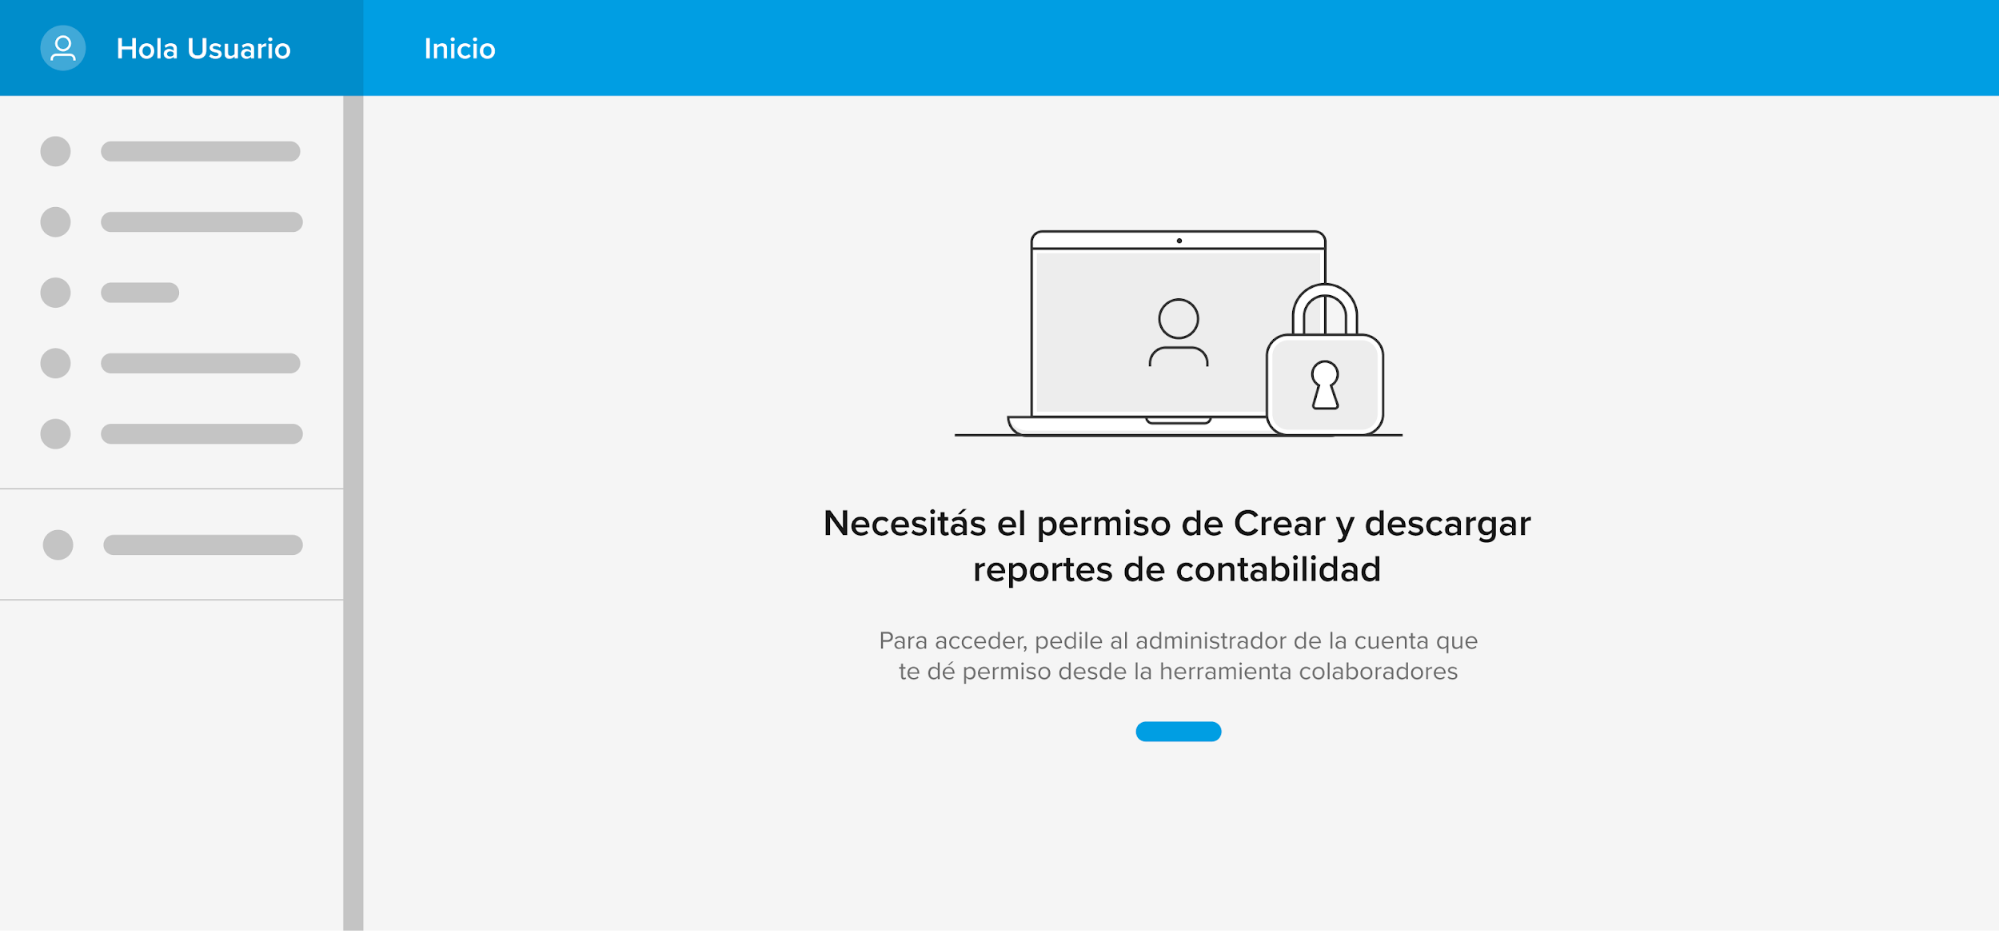 Hola Usuario
Inicio
Necesitás el permiso de Crear y descargar
reportes de contabilidad
Para acceder, pedile al administrador de la cuenta que
te dé permiso desde la herramienta colaboradores